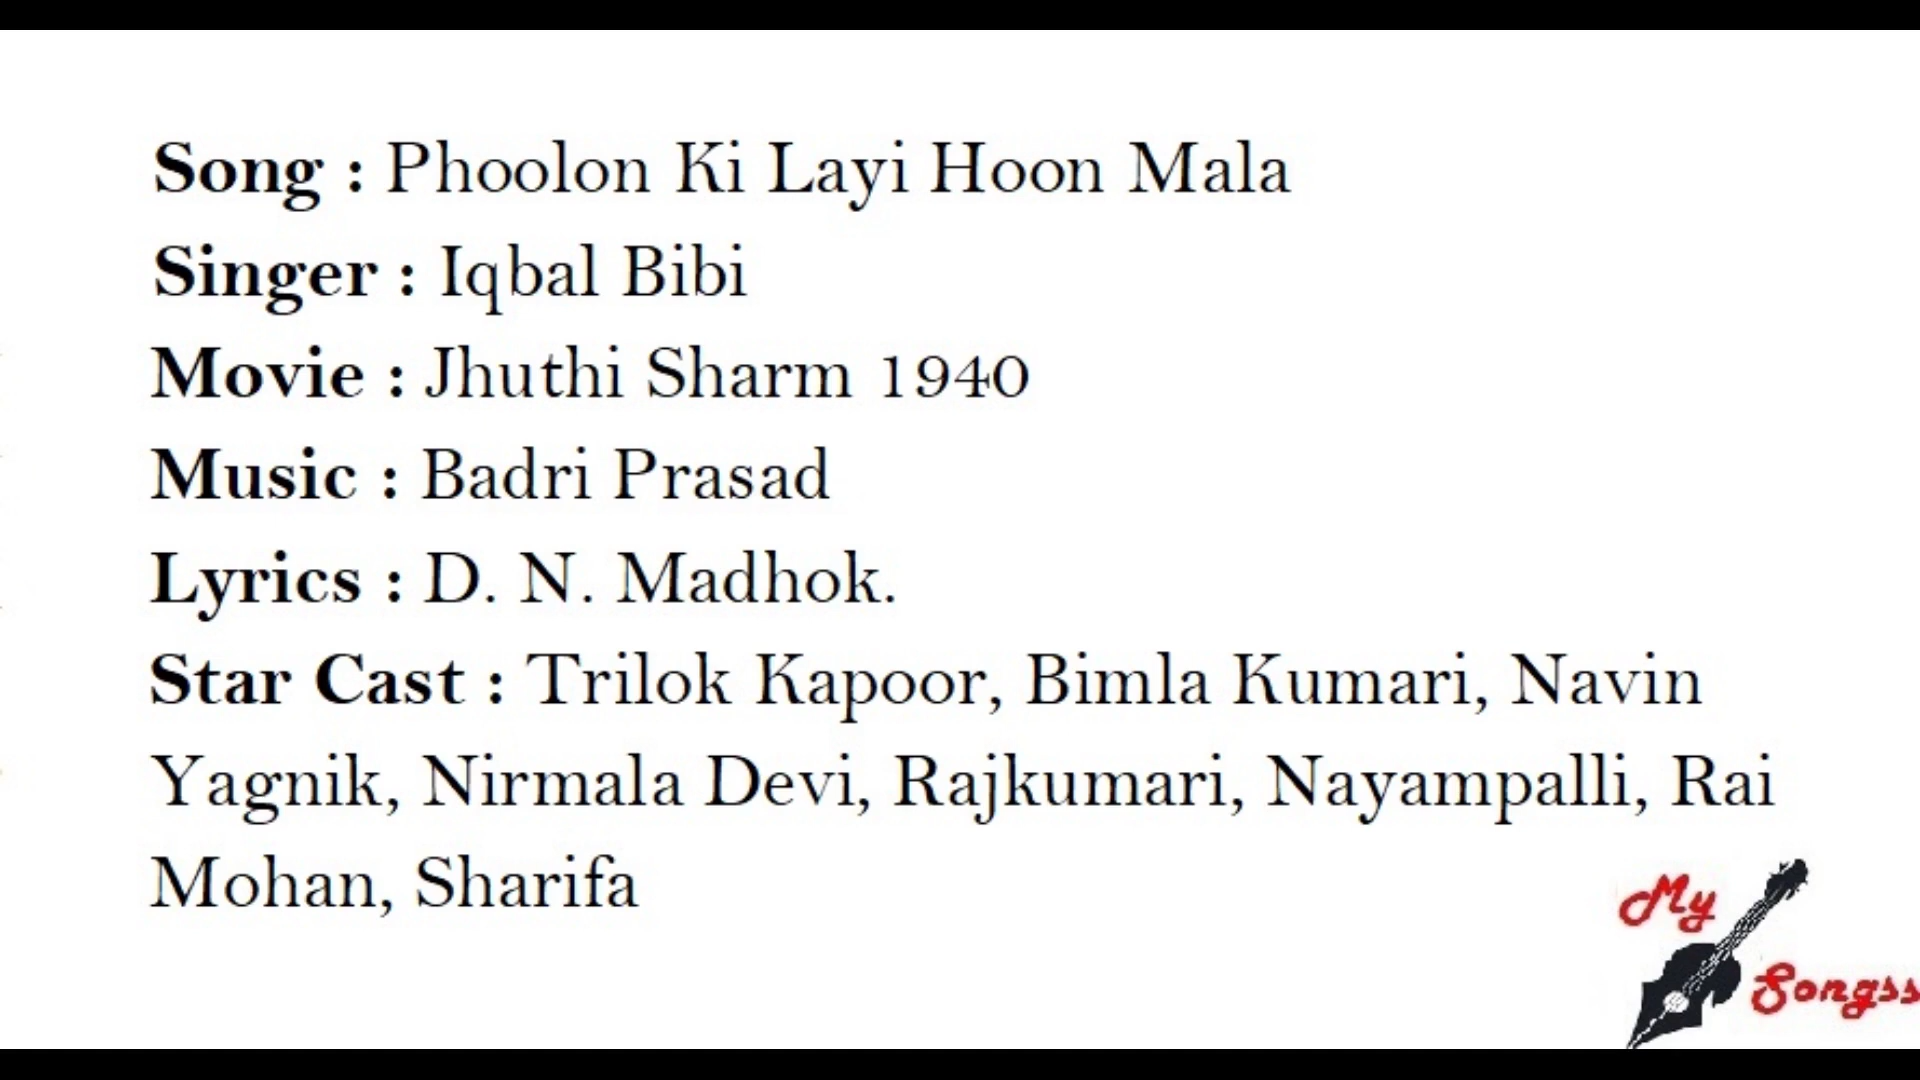 Song : Phoolon Ki Layi Hoon Mala
Singer : Iqbal Bibi
Movie : Jhuthi Sharm 1940
Music : Badri Prasad
Lyrics : D. N. Madhok.
Star Cast : Trilok Kapoor, Bimla Kumari, Navin
Yagnik, Nirmala Devi, Rajkumari, Nayampalli, Rai
Mohan, Sharifa
My
Songss